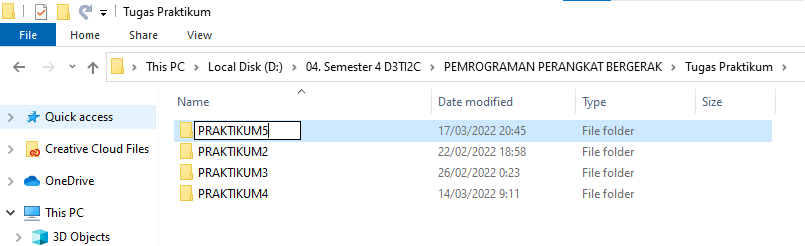 Tugas Praktikum
File Home Share View
This PC Local Disk (D:) 04. Semester 4 D3TI2C PEMROGRAMAN PERANGKAT BERGERAK Tugas Praktikum
Name Date modified Type Size
Quick access
PRAKTIKUM5 17/03/2022 20:45 File folder
Creative Cloud Files
PRAKTIKUM2 22/02/2022 18:58 File folder
PRAKTIKUM3 26/02/2022 0:23 File folder
OneDrive
PRAKTIKUM4 14/03/2022 9:11 File folder
This PC
3D Objects